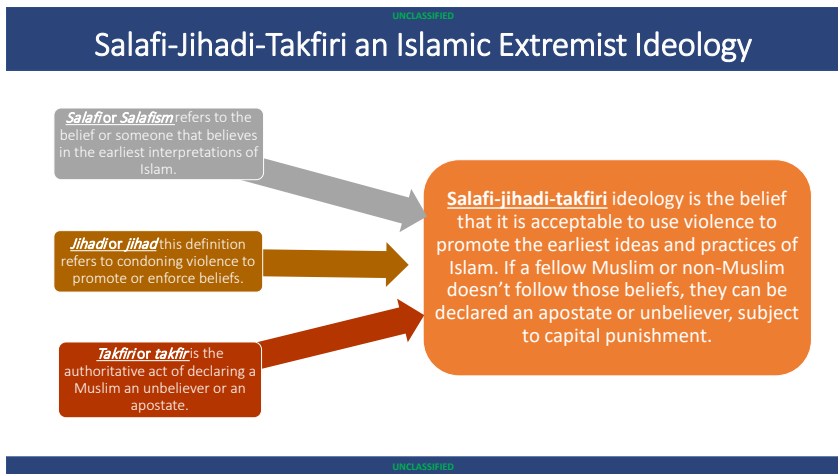 UNCLASSIFIED
Salafi-Jihadi-Takfiri an Islamic Extremist Ideology
Salafi or Salafism refers to the
belief or someone that believes
in the earliest interpretations of
Islam.
Jihadi or jihad this definition
refers to condoning violence to
promote or enforce beliefs.
Takfiri or takfir is the
authoritative act of declaring a
Muslim an unbeliever or an
apostate.
Salafi-jihadi-takfiri ideology is the belief
that it is acceptable to use violence to
promote the earliest ideas and practices of
Islam. If a fellow Muslim or non-Muslim
doesn’t follow those beliefs, they can be
declared an apostate or unbeliever, subject
to capital punishment.
UNCLASSIFIED